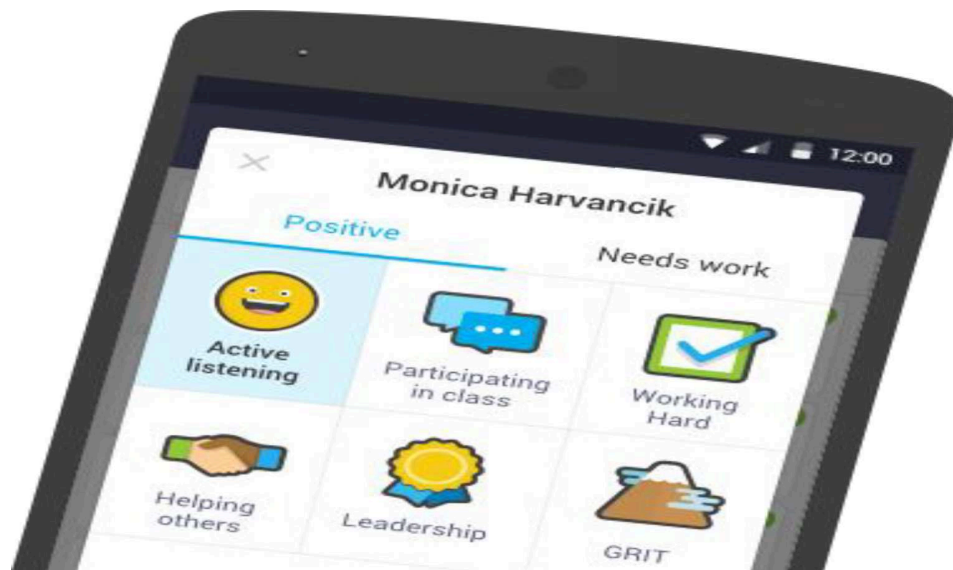 12:00
Monica Harvancik
Positive
Needs work
Active
listening
Participating
in class
Working
Hard
Helping
others
Leadership
GRIT